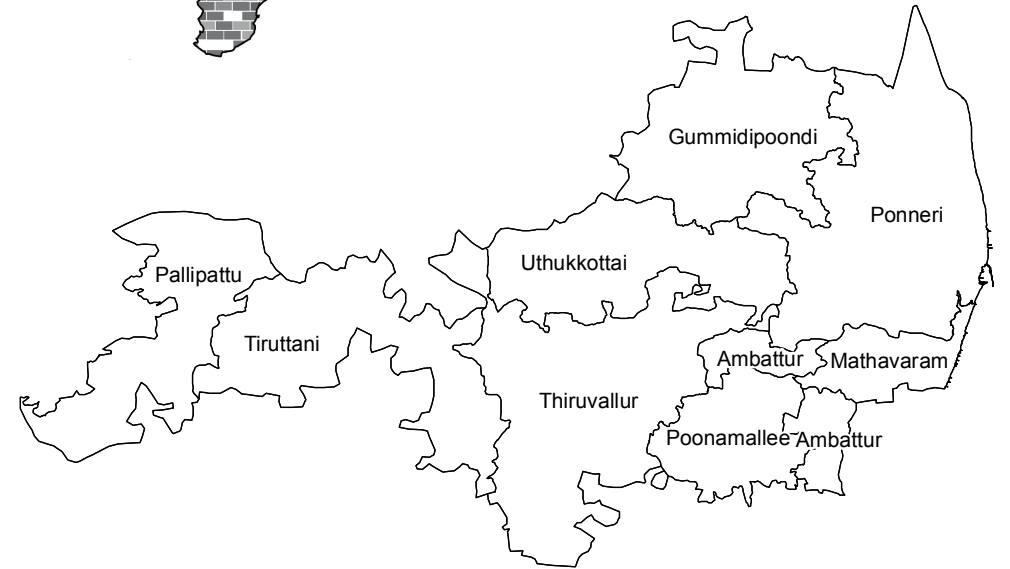 Gummidipoondi
Ponneri
Uthukkottai
Pallipattu
Tiruttani
Ambattur
Mathavaram
Thiruvallur
Poonamallee
Ambattur